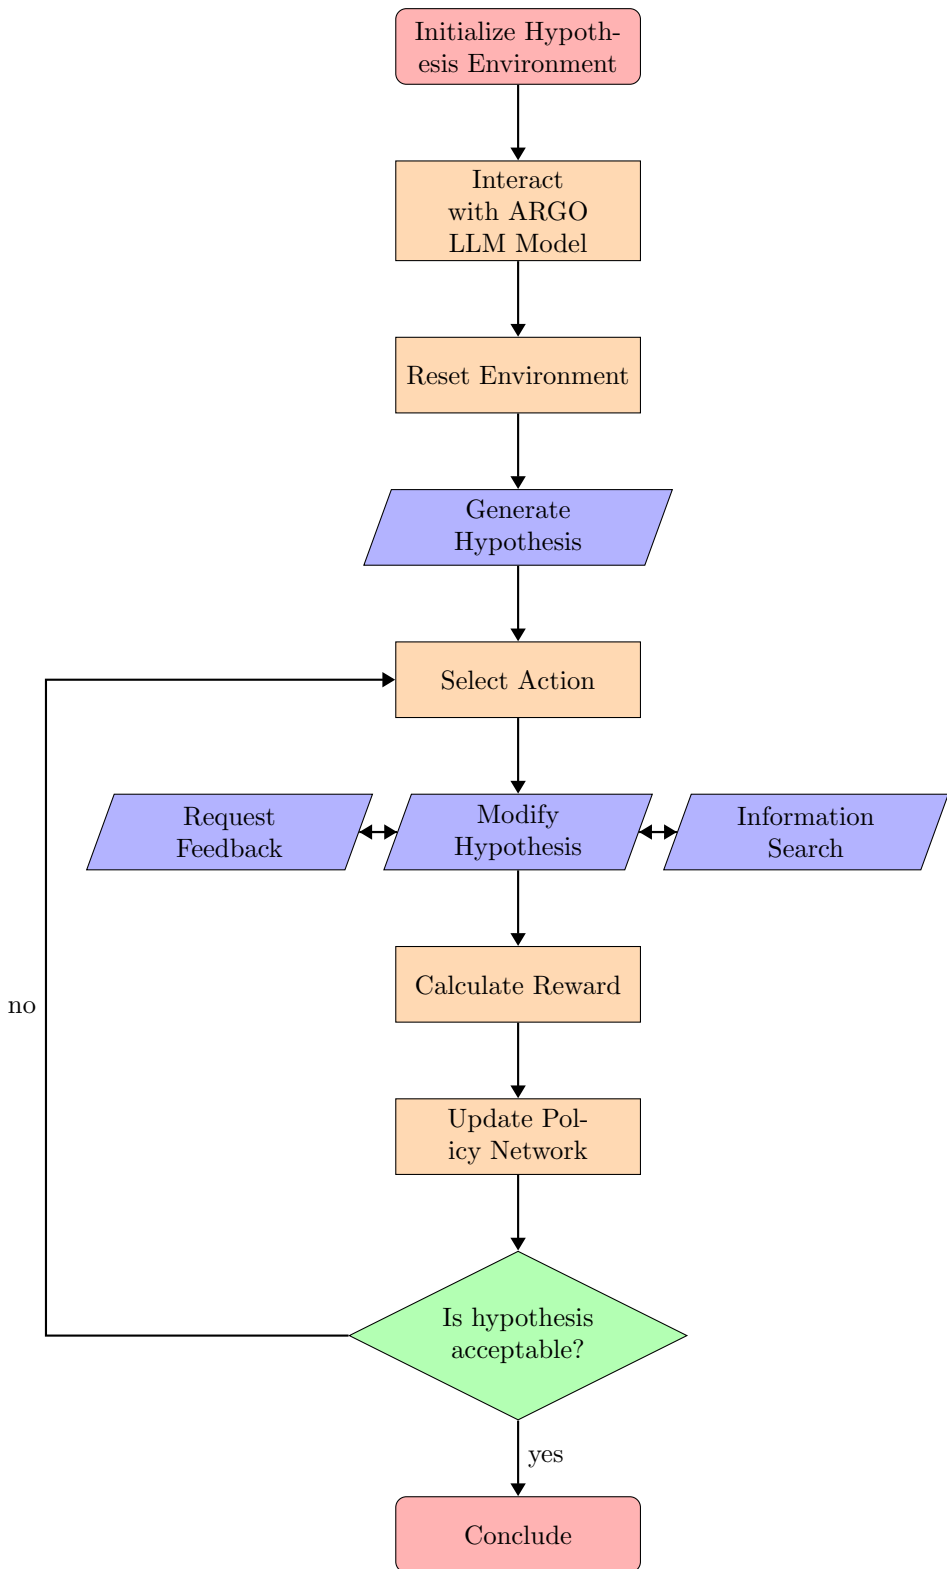 Initialize Hypoth-
esis Environment
Interact
with ARGO
LLM Model
Reset Environment
Generate
Hypothesis
Select Action
Request
Feedback
Modify
Hypothesis
Information
Search
Calculate Reward
no
Update Pol-
icy Network
Is hypothesis
acceptable?
yes
Conclude